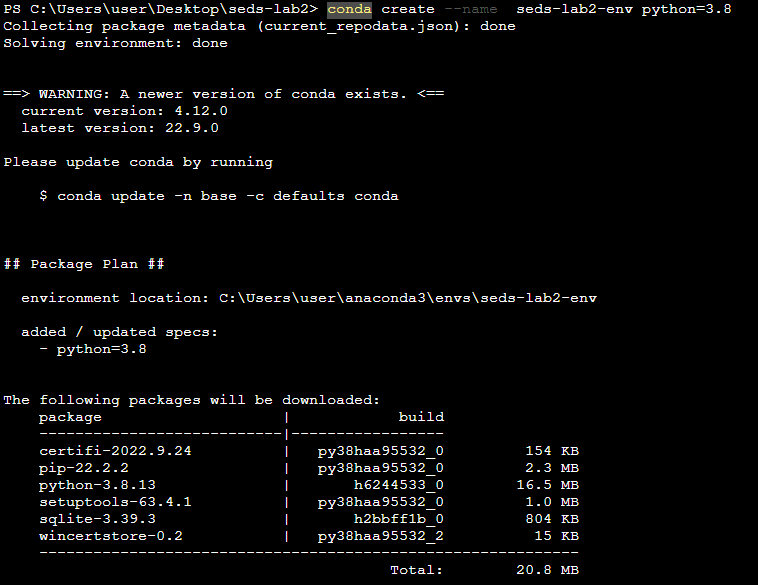 PS C:\Users\user\Desktop\seds-lab2> conda create --name  seds-lab2-env python=3.8
Collecting package metadata (current_repodata.json): done
Solving environment: done
==> WARNING: A newer version of conda exists. <==
  current version: 4.12.0
  latest version: 22.9.0
Please update conda by running
    $ conda update -n base -c defaults conda
## Package Plan ##
  environment location: C:\Users\user\anaconda3\envs\seds-lab2-env
  added / updated specs:
    - python=3.8
The following packages will be downloaded:
    package                    |            build
    ---------------------------|-----------------
    certifi-2022.9.24          |   py38haa95532_0         154 KB
    pip-22.2.2                 |   py38haa95532_0         2.3 MB
    python-3.8.13              |       h6244533_0        16.5 MB
    setuptools-63.4.1          |   py38haa95532_0         1.0 MB
    sqlite-3.39.3              |       h2bbff1b_0         804 KB
    wincertstore-0.2           |   py38haa95532_2          15 KB
    ------------------------------------------------------------
                                           Total:        20.8 MB